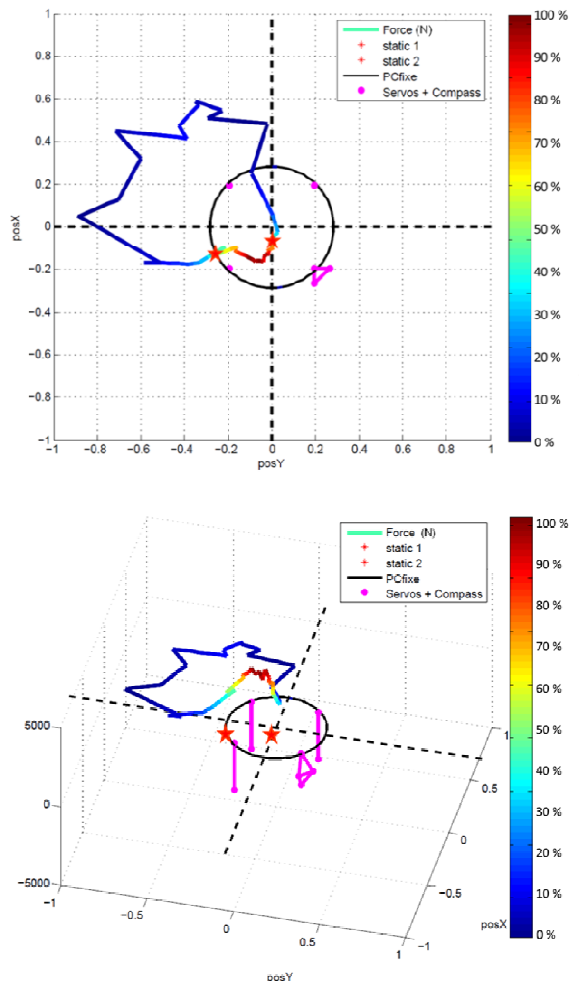 Force (N)
static 1
static 2
PCfixe
Servos + Compass
1
0.8
0.6
0.4
0.2
0
−0.2
−0.4
−0.6
−0.8
−1
posX
−1 −0.8 −0.6 −0.4 −0.2 0 0.2 0.4 0.6 0.8 1
posY
100 %
90 %
80 %
70 %
60 %
50 %
40 %
30 %
20 %
10 %
0 %
Force (N)
static 1
static 2
PCfixe
Servos + Compass
5000
0
−5000
−1 −0.5 0 0.5 1
posY
−1
−0.5
0
0.5
1
posX
100 %
90 %
80 %
70 %
60 %
50 %
40 %
30 %
20 %
10 %
0 %